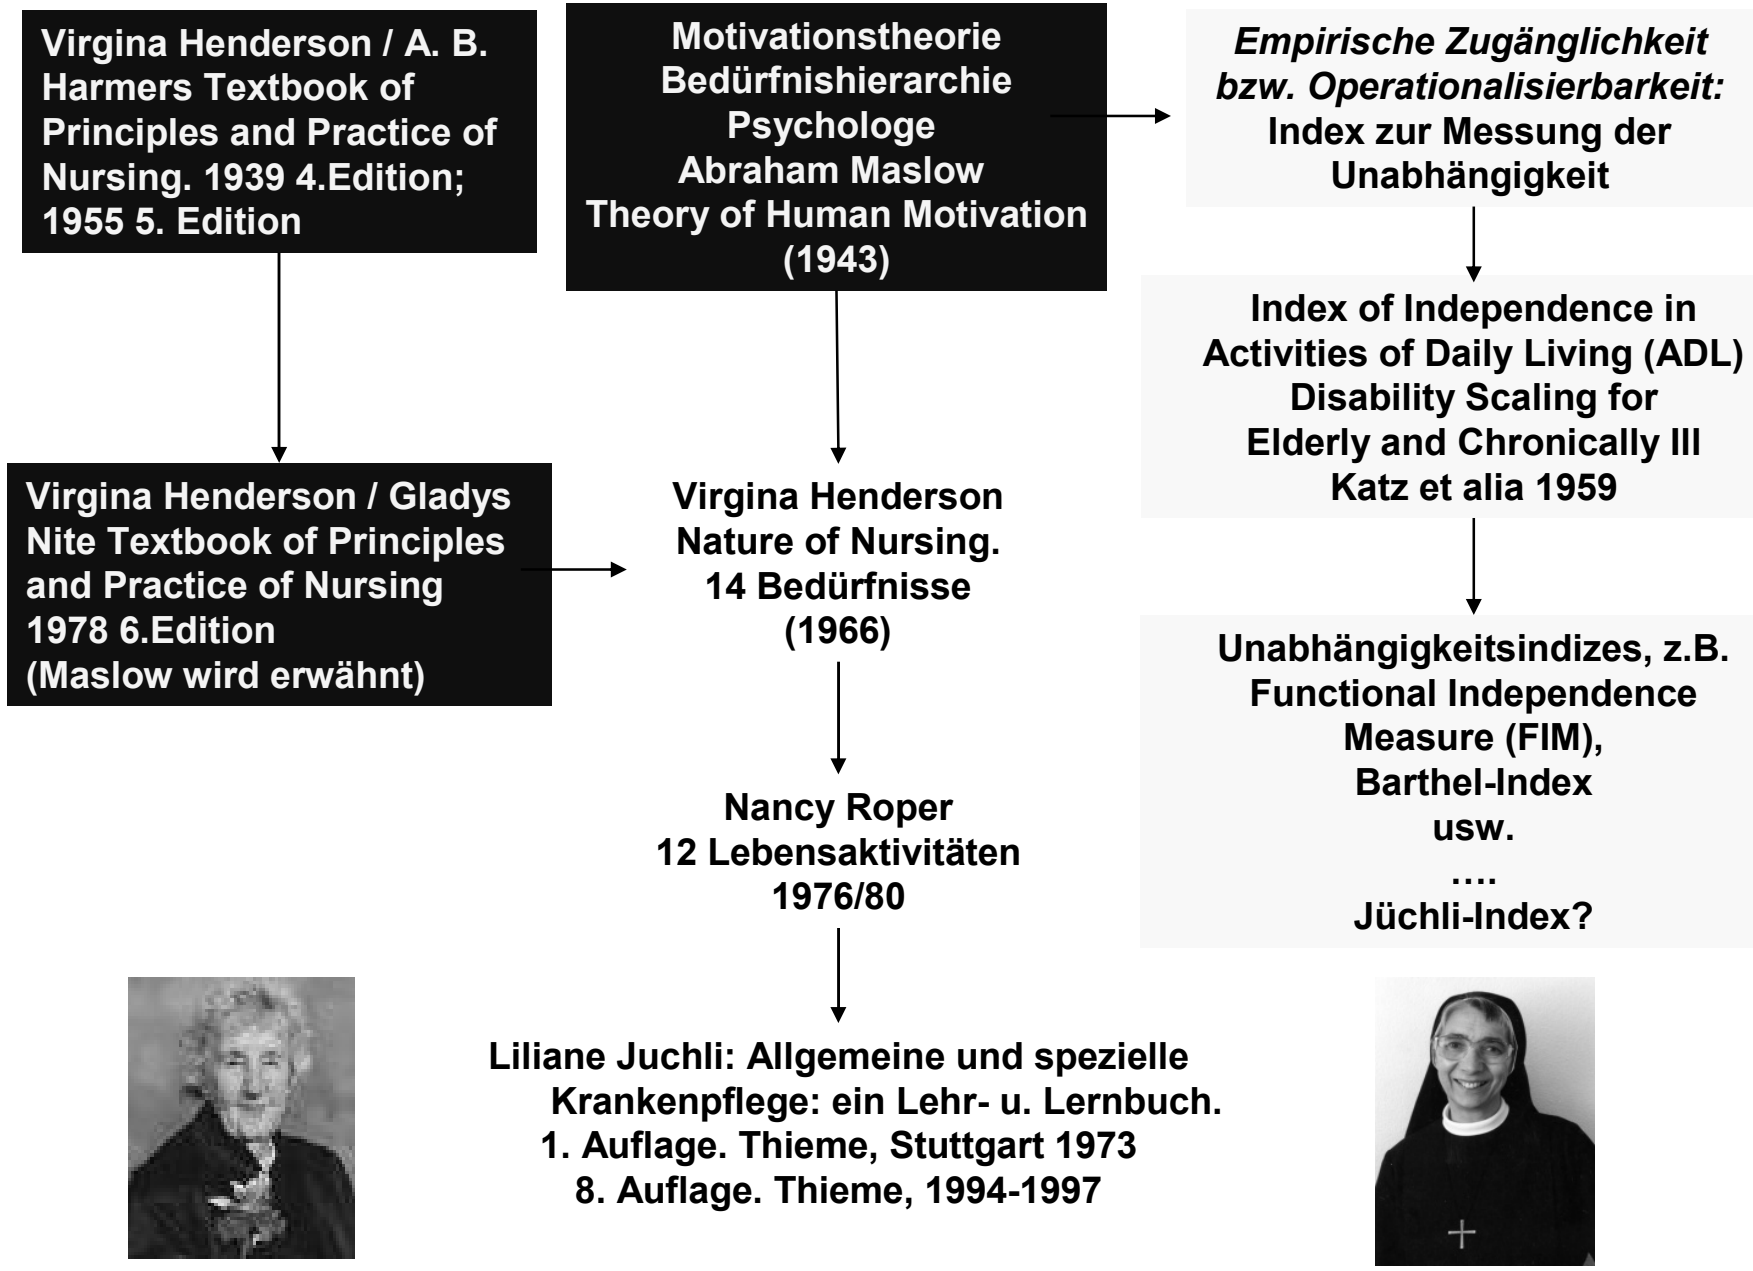 Virgina Henderson / A. B.
Harmers Textbook of
Principles and Practice of
Nursing. 1939 4.Edition;
1955 5. Edition
Motivationstheorie
Bedürfnishierarchie
Psychologe
Abraham Maslow
Theory of Human Motivation
(1943)
Empirische Zugänglichkeit
bzw. Operationalisierbarkeit:
Index zur Messung der
Unabhängigkeit
Index of Independence in
Activities of Daily Living (ADL)
Disability Scaling for
Elderly and Chronically Ill
Katz et alia 1959
Virgina Henderson / Gladys
Nite Textbook of Principles
and Practice of Nursing
1978 6.Edition
(Maslow wird erwähnt)
Virgina Henderson
Nature of Nursing.
14 Bedürfnisse
(1966)
Unabhängigkeitsindizes, z.B.
Functional Independence
Measure (FIM),
Barthel-Index
usw.
….
Jüchli-Index?
Nancy Roper
12 Lebensaktivitäten
1976/80
Liliane Juchli: Allgemeine und spezielle
Krankenpflege: ein Lehr- u. Lernbuch.
1. Auflage. Thieme, Stuttgart 1973
8. Auflage. Thieme, 1994-1997